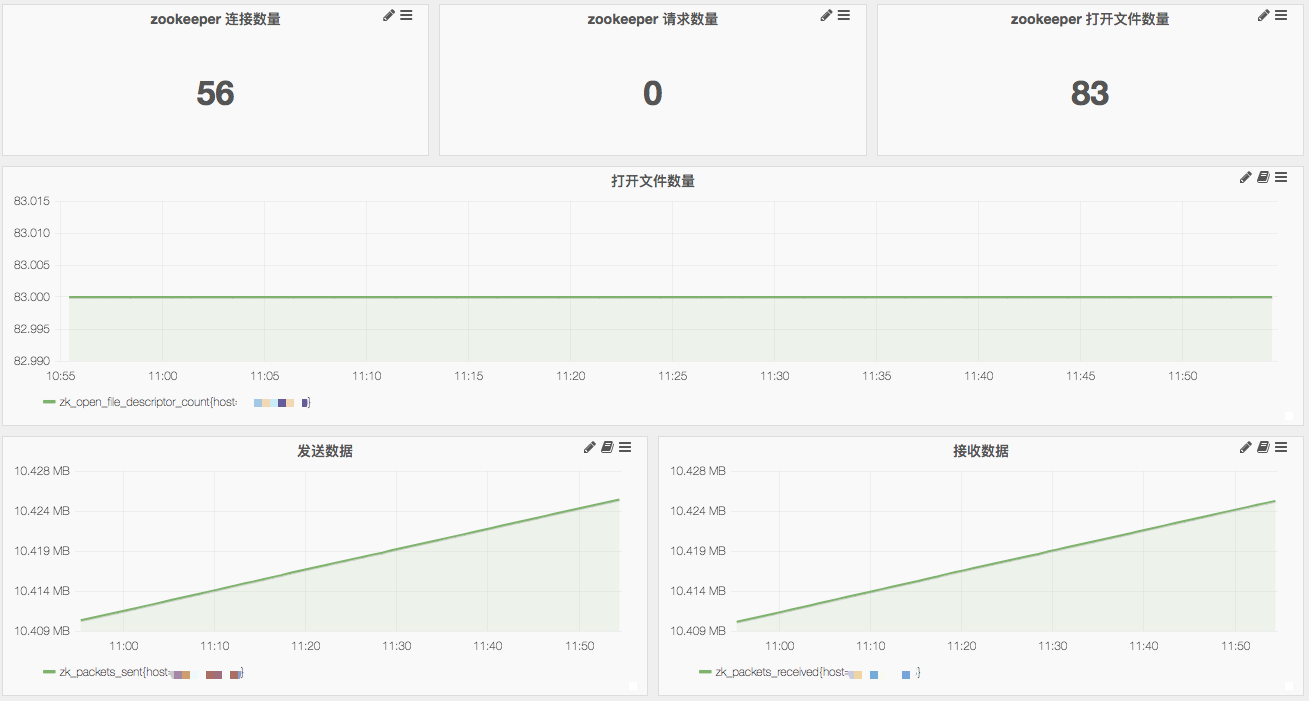 zookeeper 连接数量
56
zookeeper 请求数量
0
zookeeper 打开文件数量
83
打开文件数量
83.015
83.010
83.005
83.000
82.995
82.990
10:55 11:00 11:05 11:10 11:15 11:20 11:25 11:30 11:35 11:40 11:45 11:50
zk_open_file_descriptor_count{host= }
发送数据
10.428 MB
10.424 MB
10.419 MB
10.414 MB
10.409 MB
11:00 11:10 11:20 11:30 11:40 11:50
zk_packets_sent{host= }
接收数据
10.428 MB
10.424 MB
10.419 MB
10.414 MB
10.409 MB
11:00 11:10 11:20 11:30 11:40 11:50
zk_packets_received{host= }